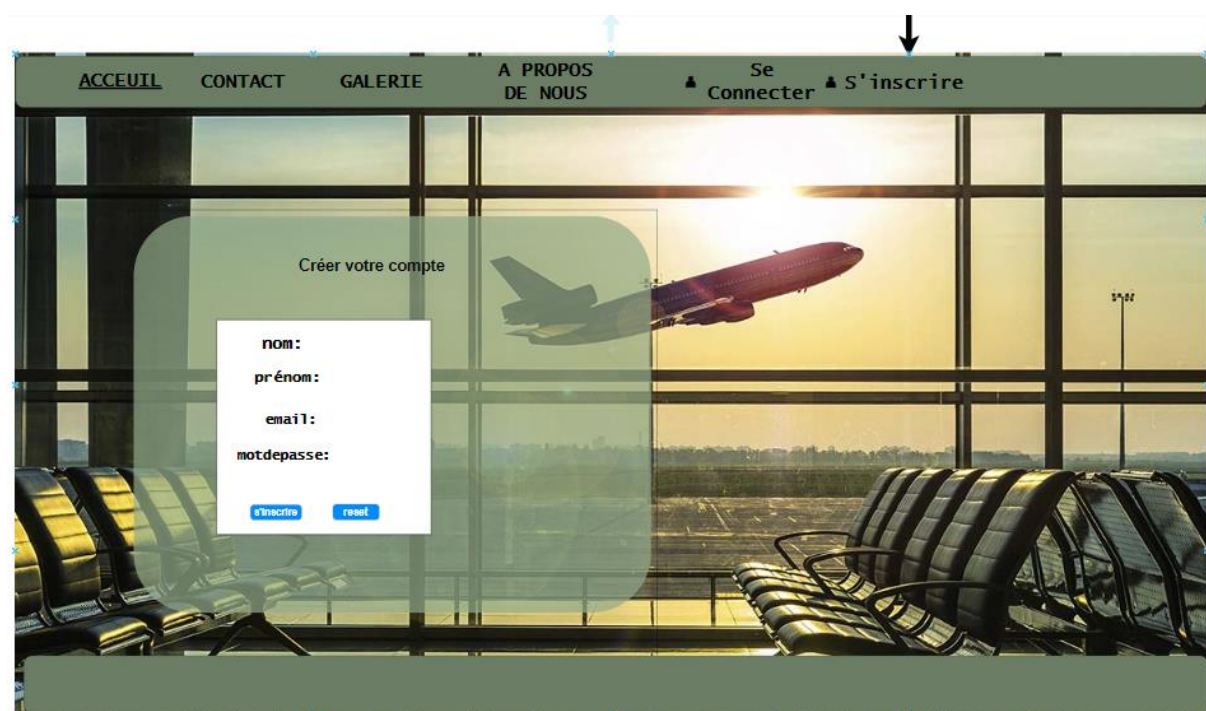 ACCEUIL
CONTACT
GALERIE
A PROPOS
DE NOUS
Se
Connecter
S'inscrire
Créer votre compte
nom:
prénom:
email:
motdepasse:
s'inscrire
reset